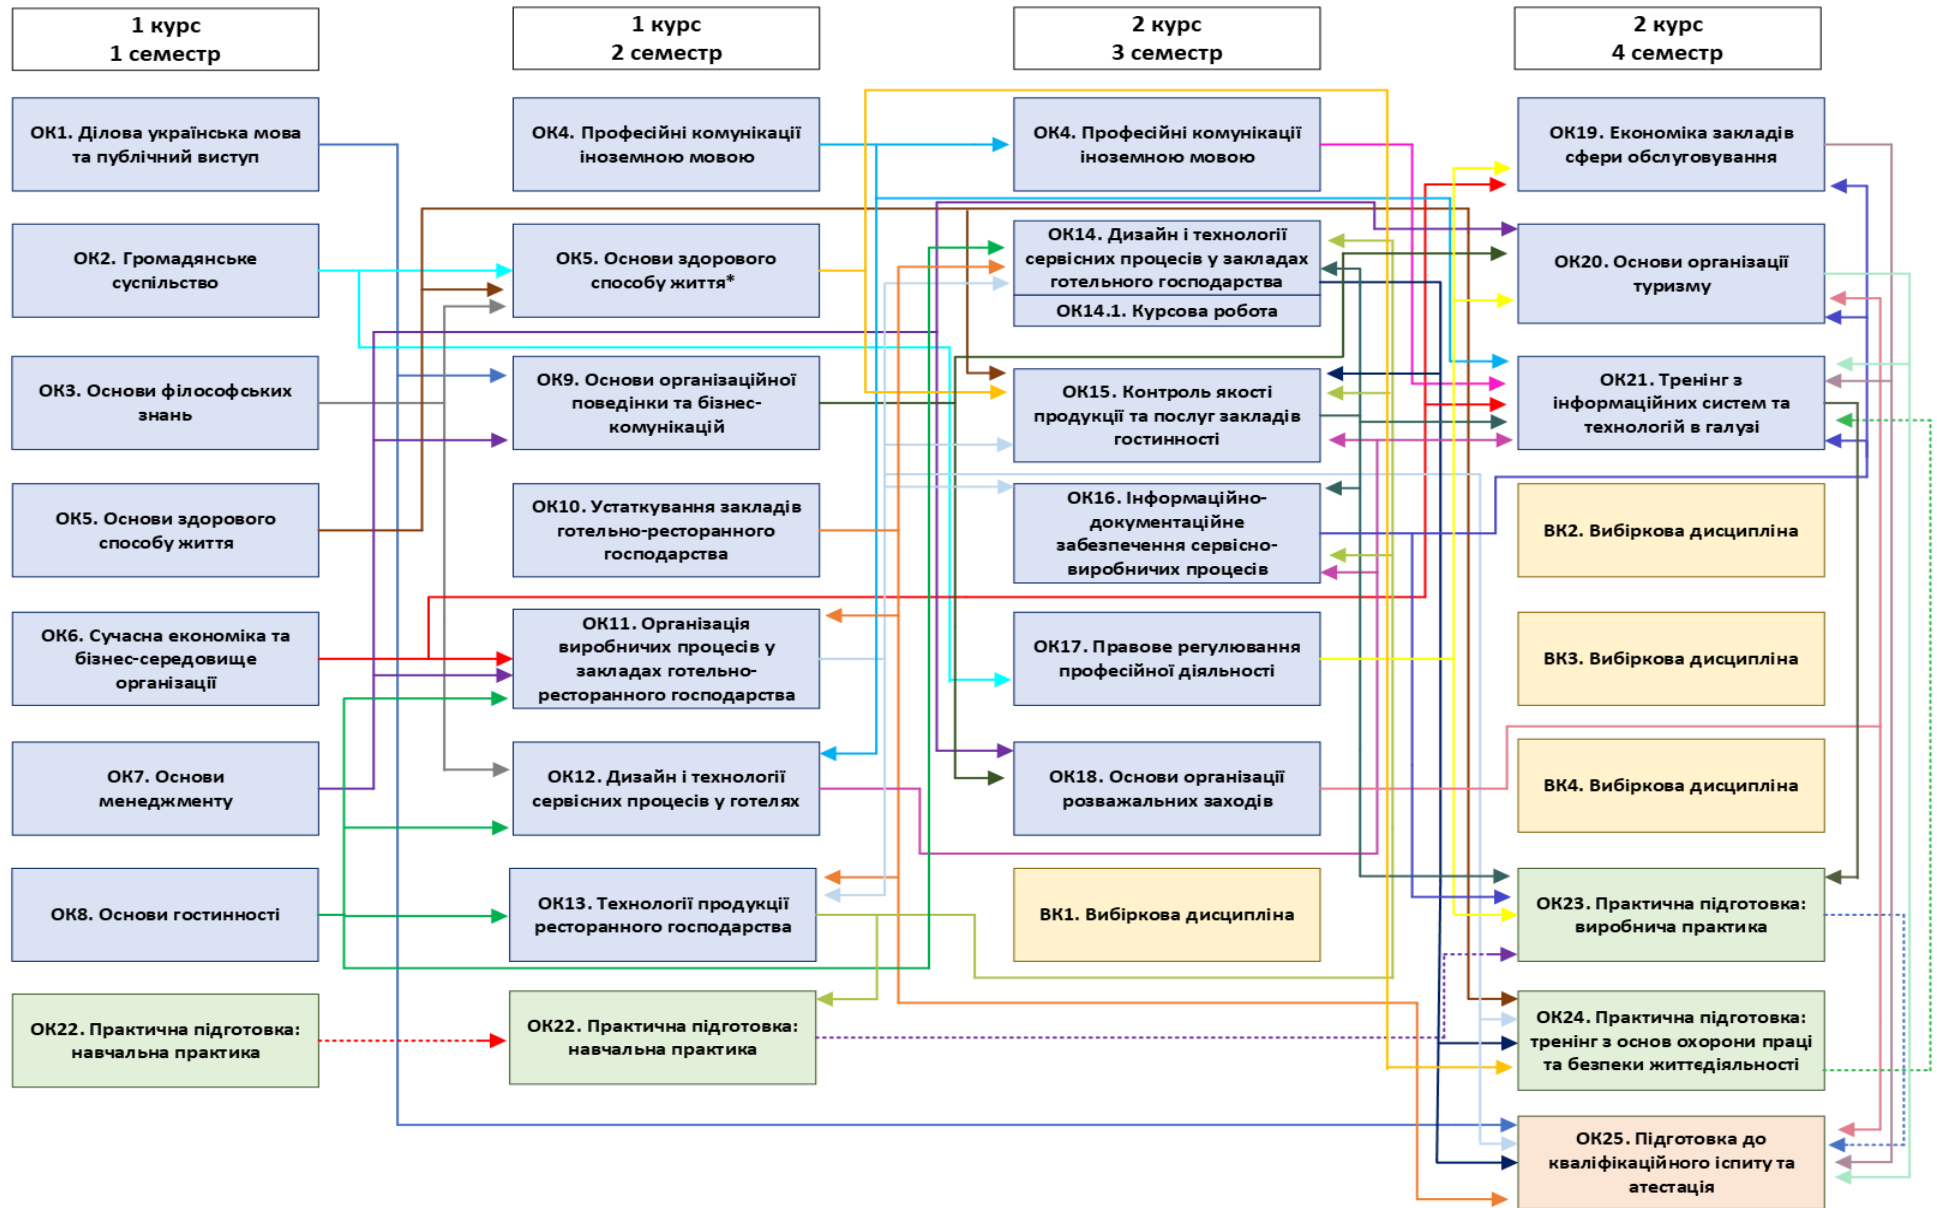 1 курс
1 семестр
1 курс
2 семестр
2 курс
3 семестр
2 курс
4 семестр
ОК1. Ділова українська мова
та публічний виступ
ОК2. Громадянське
суспільство
ОК3. Основи філософських
знань
ОК5. Основи здорового
способу життя
ОК6. Сучасна економіка та
бізнес-середовище
організації
ОК7. Основи
менеджменту
ОК8. Основи гостинності
ОК22. Практична підготовка:
навчальна практика
ОК4. Професійні комунікації
іноземною мовою
ОК5. Основи здорового
способу життя*
ОК9. Основи організаційної
поведінки та бізнес-
комунікацій
ОК10. Устаткування закладів
готельно-ресторанного
господарства
ОК11. Організація
виробничих процесів у
закладах готельно-
ресторанного господарства
ОК12. Дизайн і технології
сервісних процесів у готелях
ОК13. Технології продукції
ресторанного господарства
ОК22. Практична підготовка:
навчальна практика
ОК4. Професійні комунікації
іноземною мовою
ОК14. Дизайн і технології
сервісних процесів у закладах
готельного господарства
ОК14.1. Курсова робота
ОК15. Контроль якості
продукції та послуг закладів
гостинності
ОК16. Інформаційно-
документаційне
забезпечення сервісно-
виробничих процесів
ОК17. Правове регулювання
професійної діяльності
ОК18. Основи організації
розважальних заходів
ВК1. Вибіркова дисципліна
ОК19. Економіка закладів
сфери обслуговування
ОК20. Основи організації
туризму
ОК21. Тренінг з
інформаційних систем та
технологій в галузі
ВК2. Вибіркова дисципліна
ВК3. Вибіркова дисципліна
ВК4. Вибіркова дисципліна
ОК23. Практична підготовка:
виробнича практика
ОК24. Практична підготовка:
тренінг з основ охорони праці
та безпеки життєдіяльності
ОК25. Підготовка до
кваліфікаційного іспиту та
атестація